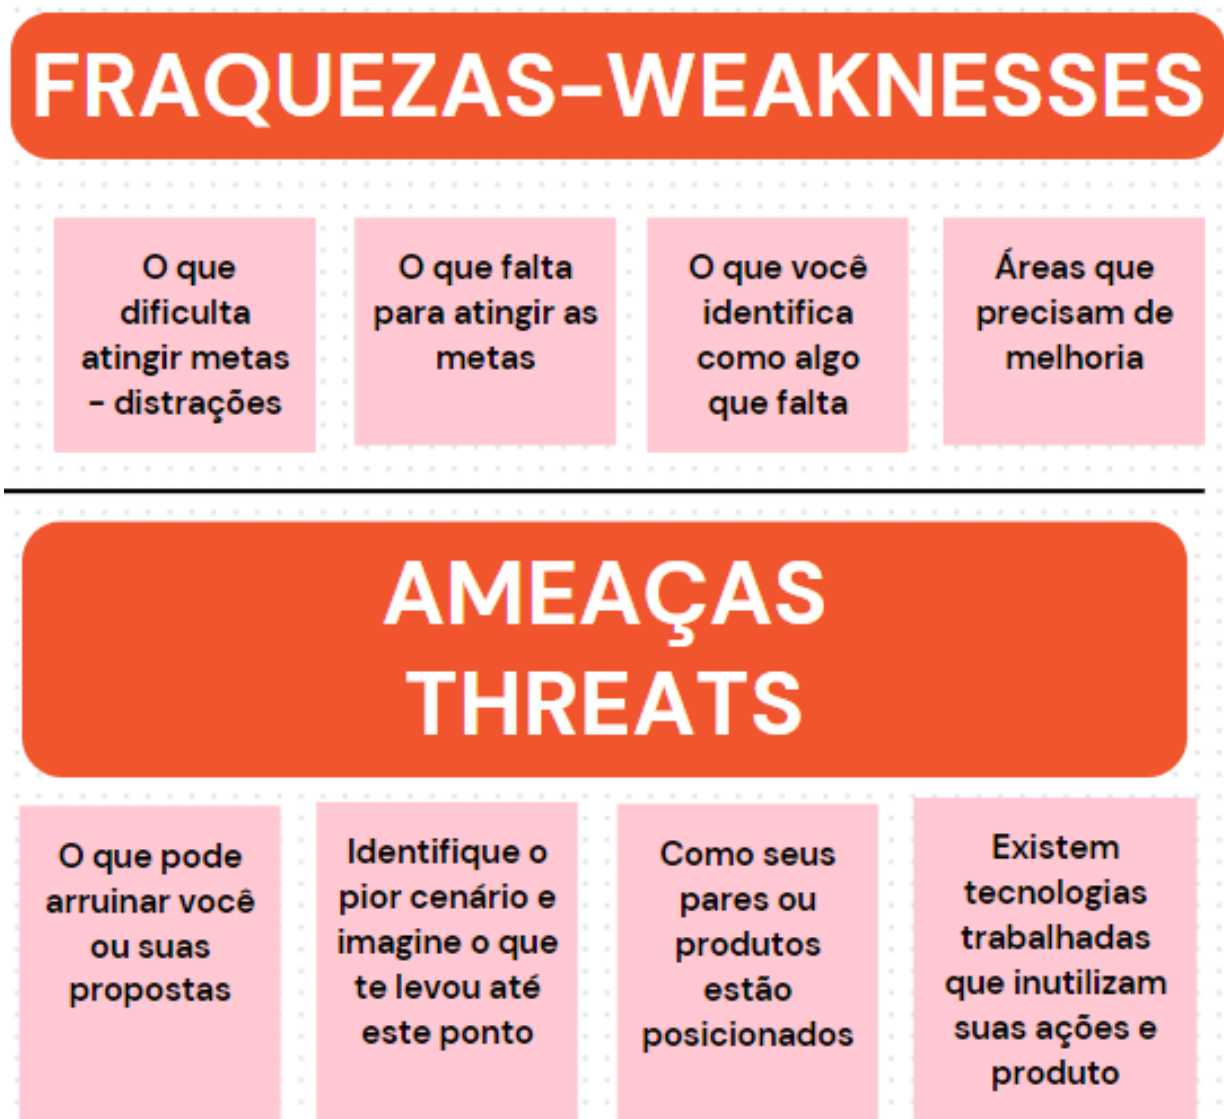 FRAQUEZAS-WEAKNESSES
O que
dificulta
atingir metas
- distrações
O que falta
para atingir as
metas
O que você
identifica
como algo
que falta
Áreas que
precisam de
melhoria
AMEAÇAS
THREATS
O que pode
arruinar você
ou suas
propostas
Identifique o
pior cenário e
imagine o que
te levou até
este ponto
Como seus
pares ou
produtos
estão
posicionados
Existem
tecnologias
trabalhadas
que inutilizam
suas ações e
produto